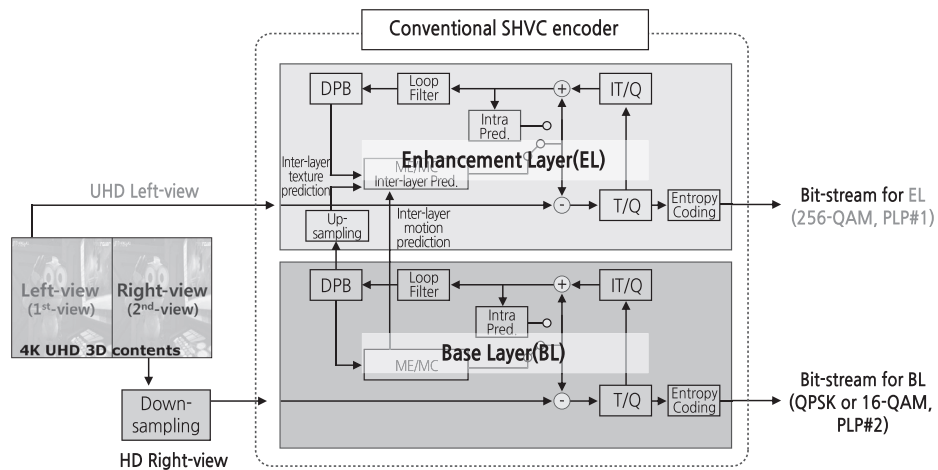 Conventional SHVC encoder
DPB
Loop
Filter
+
IT/Q
Intra
Pred.
Enhancement Layer(EL)
ME/MC
Inter-layer Pred.
Inter-layer
texture
prediction
UHD Left-view
Up-
sampling
Inter-layer
motion
prediction
-
T/Q
Entropy
Coding
Bit-stream for EL
(256-QAM, PLP#1)
Left-view
(1st-view)
Right-view
(2nd-view)
4K UHD 3D contents
DPB
Loop
Filter
+
IT/Q
Intra
Pred.
Base Layer(BL)
ME/MC
Down-
sampling
HD Right-view
-
T/Q
Entropy
Coding
Bit-stream for BL
(QPSK or 16-QAM,
PLP#2)